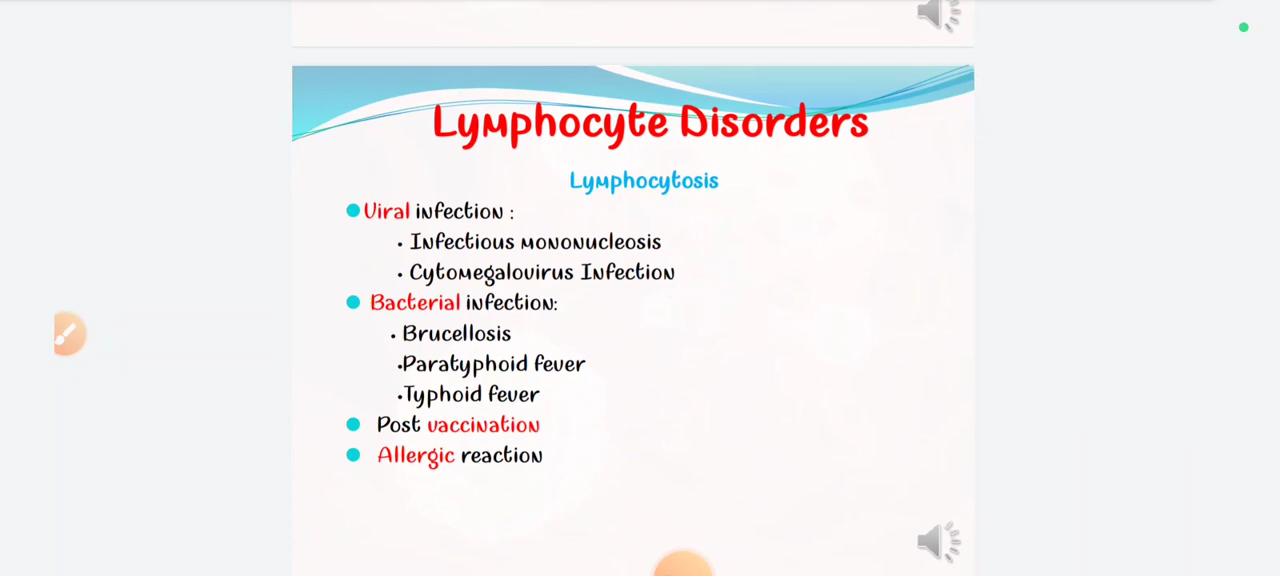 Lymphocyte Disorders
Lymphocytosis
Viral infection :
• Infectious mononucleosis
• Cytomegalovirus Infection
Bacterial infection:
• Brucellosis
•Paratyphoid fever
•Typhoid fever
Post vaccination
Allergic reaction